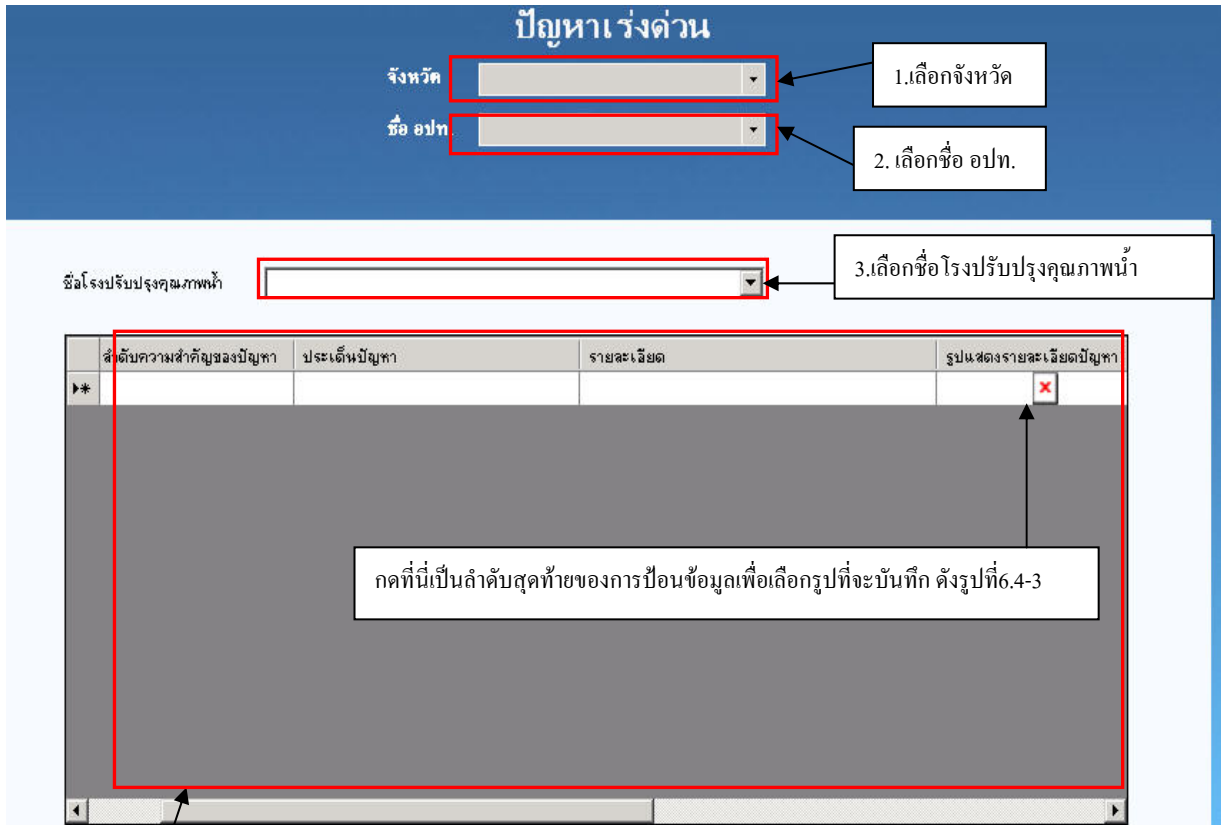 ปัญหาเร่งด่วน
จังหวัด
1.เลือกจังหวัด
ชื่อ อปท.
2. เลือกชื่อ อปท.
3.เลือกชื่อโรงปรับปรุงคุณภาพน้ำ
ชื่อโรงปรับปรุงคุณภาพน้ำ
ลำดับความสำคัญของปัญหา ประเด็นปัญหา รายละเอียด รูปแสดงรายละเอียดปัญหา
กดที่นี่เป็นลำดับสุดท้ายของการป้อนข้อมูลเพื่อเลือกรูปที่จะบันทึก ดังรูปที่6.4-3